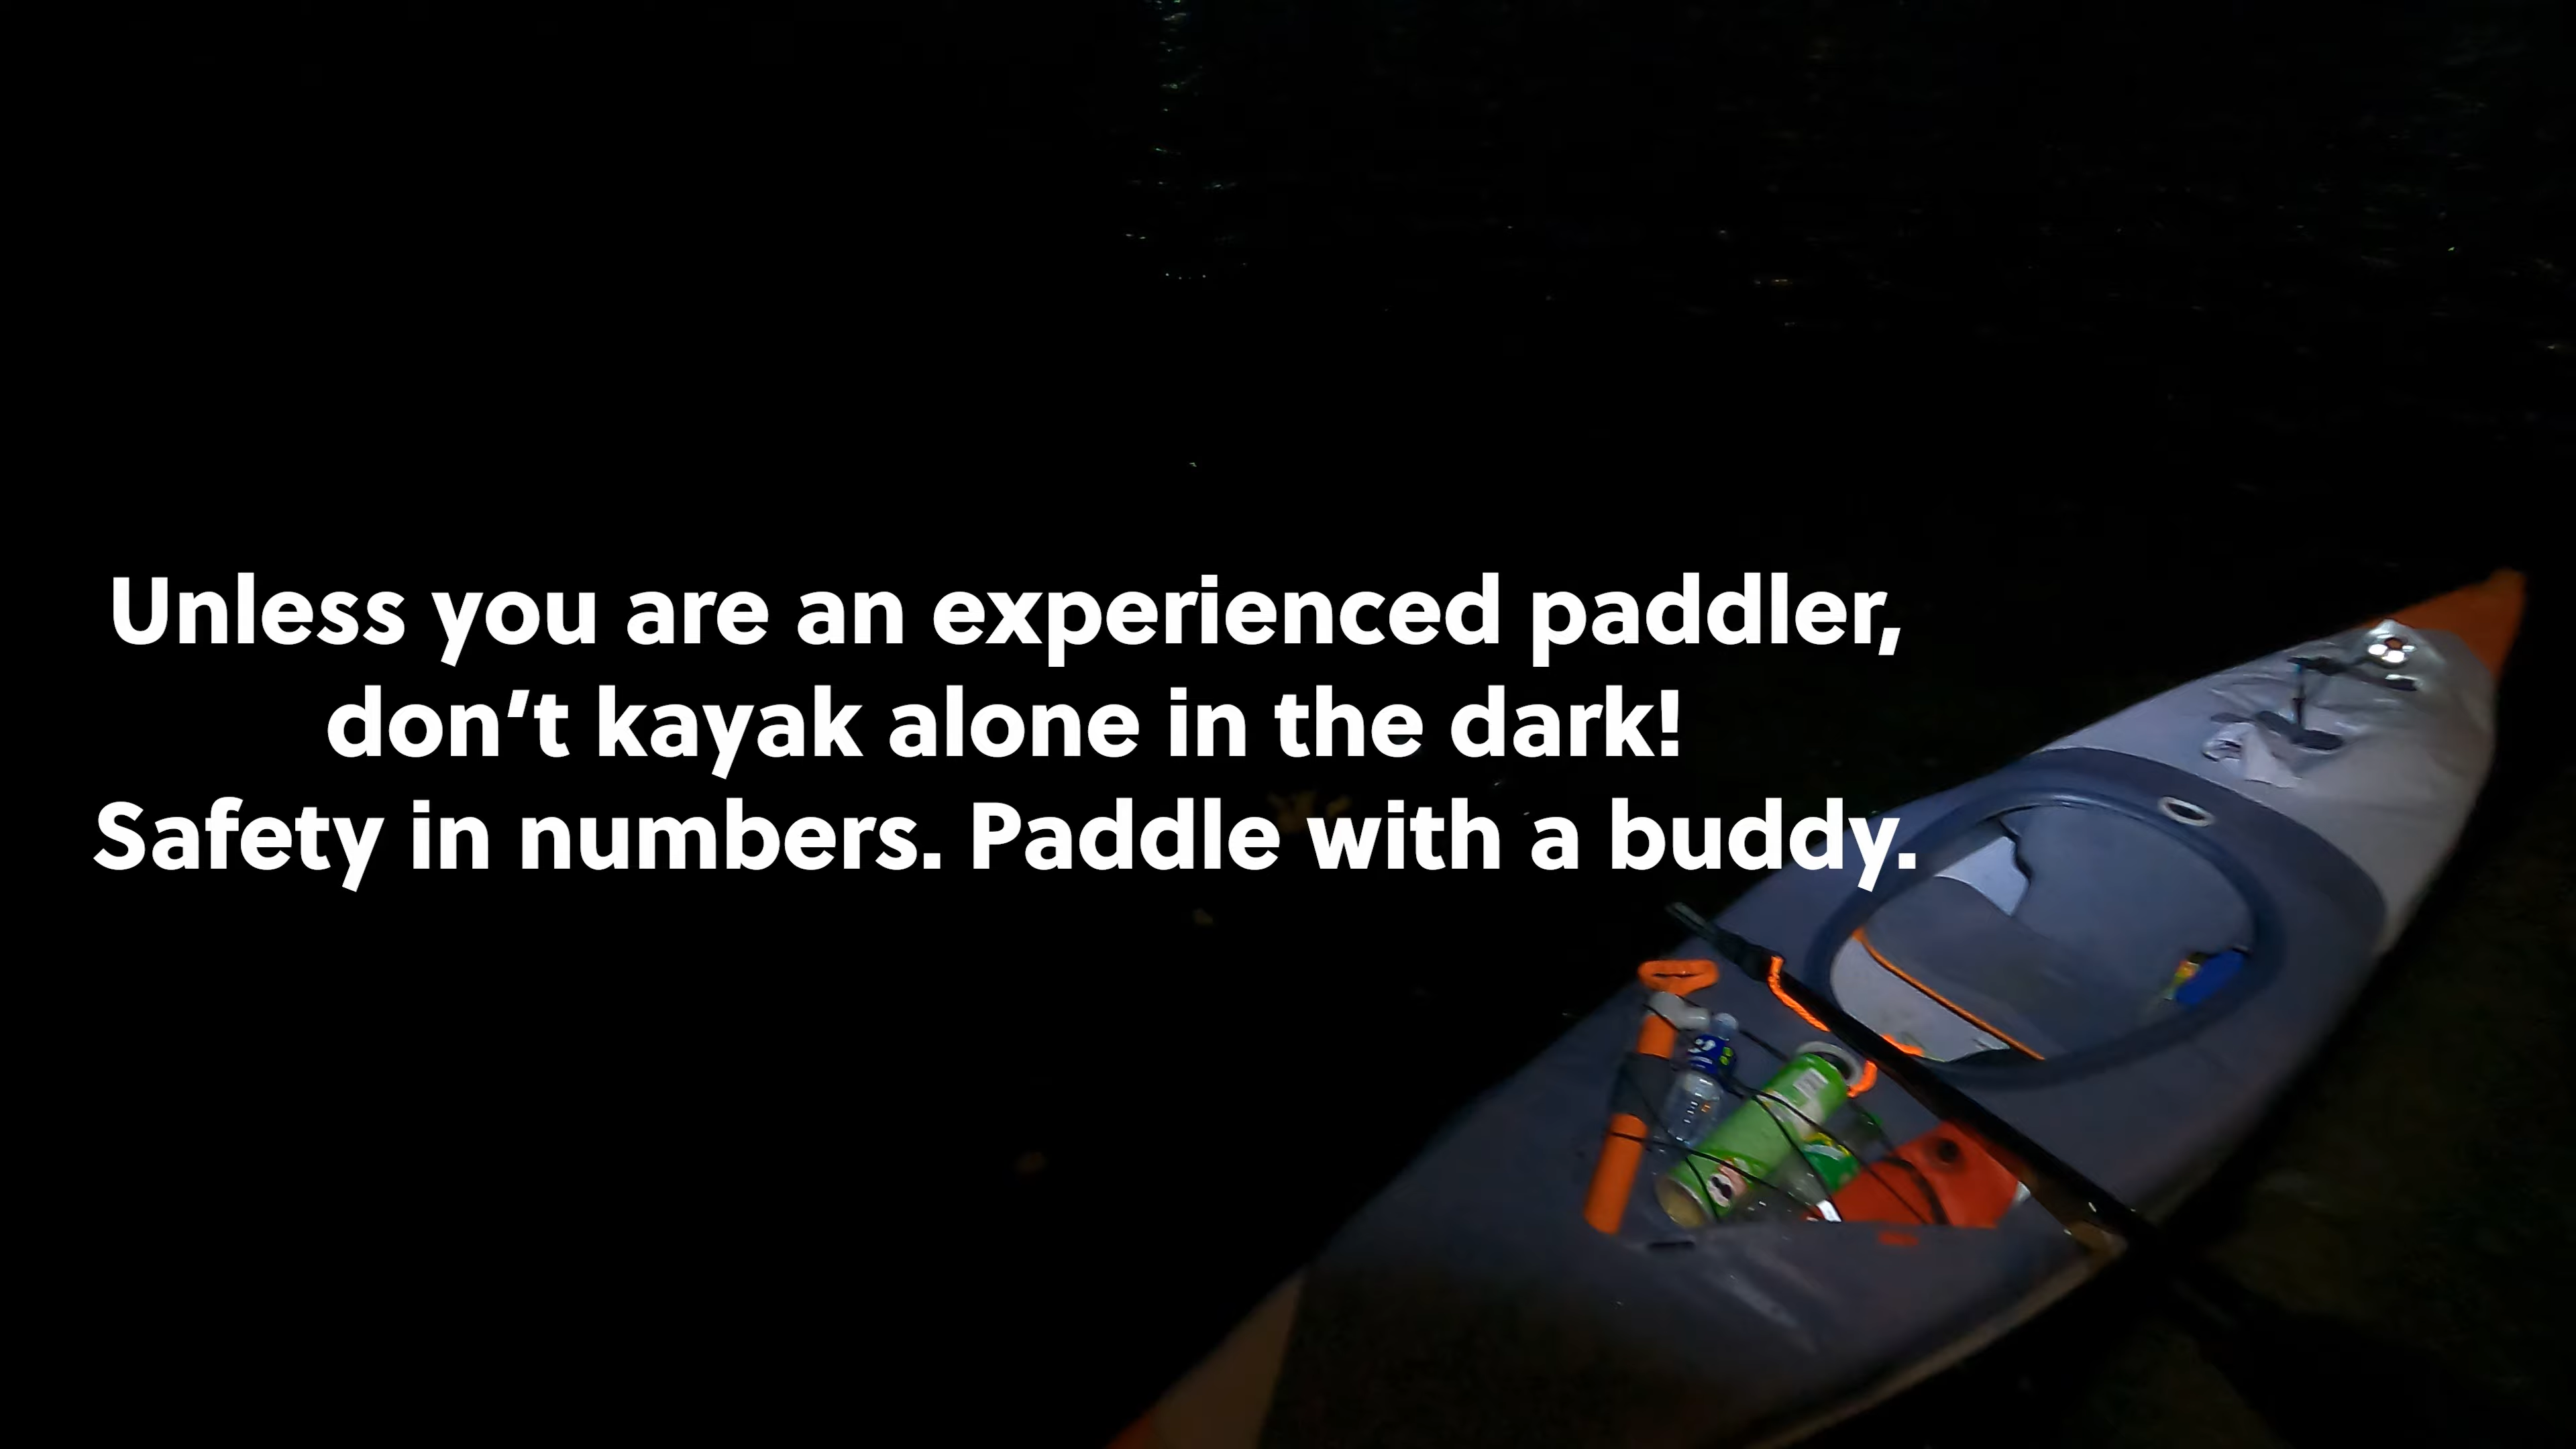 Unless you are an experienced paddler,
don’t kayak alone in the dark!
Safety in numbers. Paddle with a buddy.